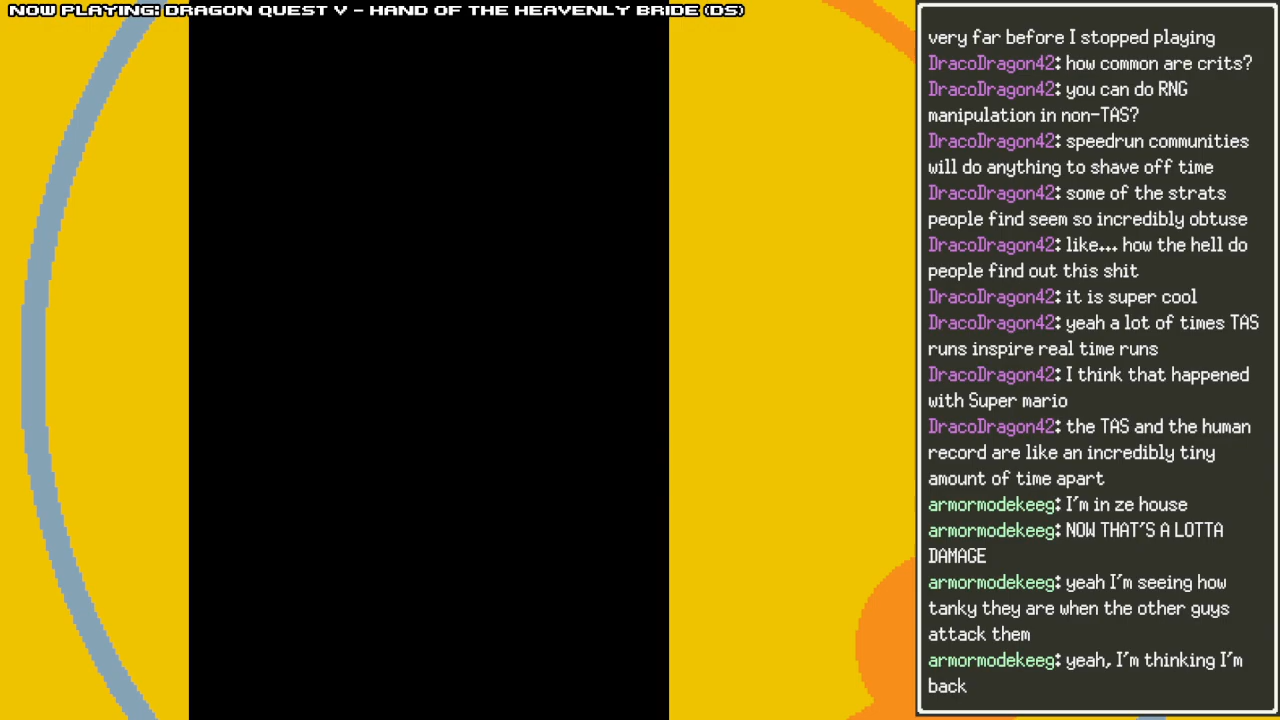 NOW PLAYING: DRAGON QUEST V - HAND OF THE HEAVENLY BRIDE (DS)
very far before I stopped playing
DracoDragon42: how common are crits?
DracoDragon42: you can do RNG
manipulation in non-TAS?
DracoDragon42: speedrun communities
will do anything to shave off time
DracoDragon42: some of the strats
people find seem so incredibly obtuse
DracoDragon42: like... how the hell do
people find out this shit
DracoDragon42: it is super cool
DracoDragon42: yeah a lot of times TAS
runs inspire real time runs
DracoDragon42: I think that happened
with Super mario
DracoDragon42: the TAS and the human
record are like an incredibly tiny
amount of time apart
armormodekeeg: I'm in ze house
armormodekeeg: NOW THAT'S A LOTTA
DAMAGE
armormodekeeg: yeah I'm seeing how
tanky they are when the other guys
attack them
armormodekeeg: yeah, I'm thinking I'm
back